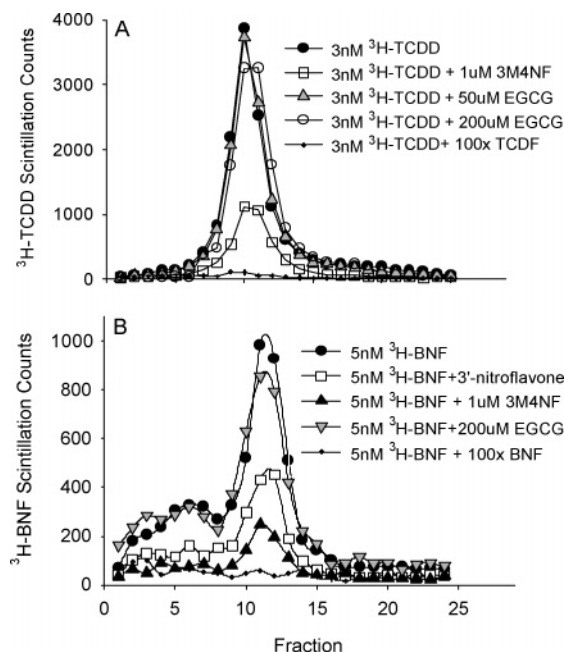 A
³H-TCDD Scintillation Counts
4000
3000
2000
1000
0
3nM ³H-TCDD
3nM ³H-TCDD + 1uM 3M4NF
3nM ³H-TCDD + 50uM EGCG
3nM ³H-TCDD + 200uM EGCG
3nM ³H-TCDD+ 100x TCDF
B
³H-BNF Scintillation Counts
1000
800
600
400
200
0
5nM ³H-BNF
5nM ³H-BNF+3'-nitroflavone
5nM ³H-BNF + 1uM 3M4NF
5nM ³H-BNF+200uM EGCG
5nM ³H-BNF + 100x BNF
0 5 10 15 20 25
Fraction